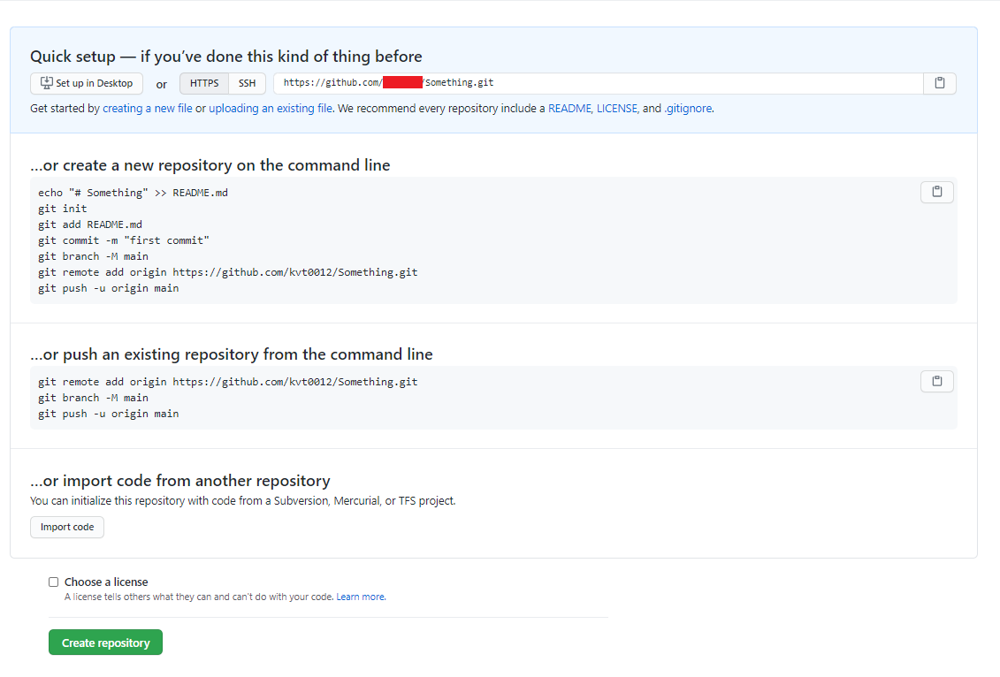 Quick setup — if you've done this kind of thing before
Set up in Desktop or HTTPS SSH https://github.com/ /Something.git
Get started by creating a new file or uploading an existing file. We recommend every repository include a README, LICENSE, and .gitignore.
...or create a new repository on the command line
echo "# Something" >> README.md
git init
git add README.md
git commit -m "first commit"
git branch -M main
git remote add origin https://github.com/kvt0012/Something.git
git push -u origin main
...or push an existing repository from the command line
git remote add origin https://github.com/kvt0012/Something.git
git branch -M main
git push -u origin main
...or import code from another repository
You can initialize this repository with code from a Subversion, Mercurial, or TFS project.
Import code
Choose a license
A license tells others what they can and can't do with your code. Learn more.
Create repository